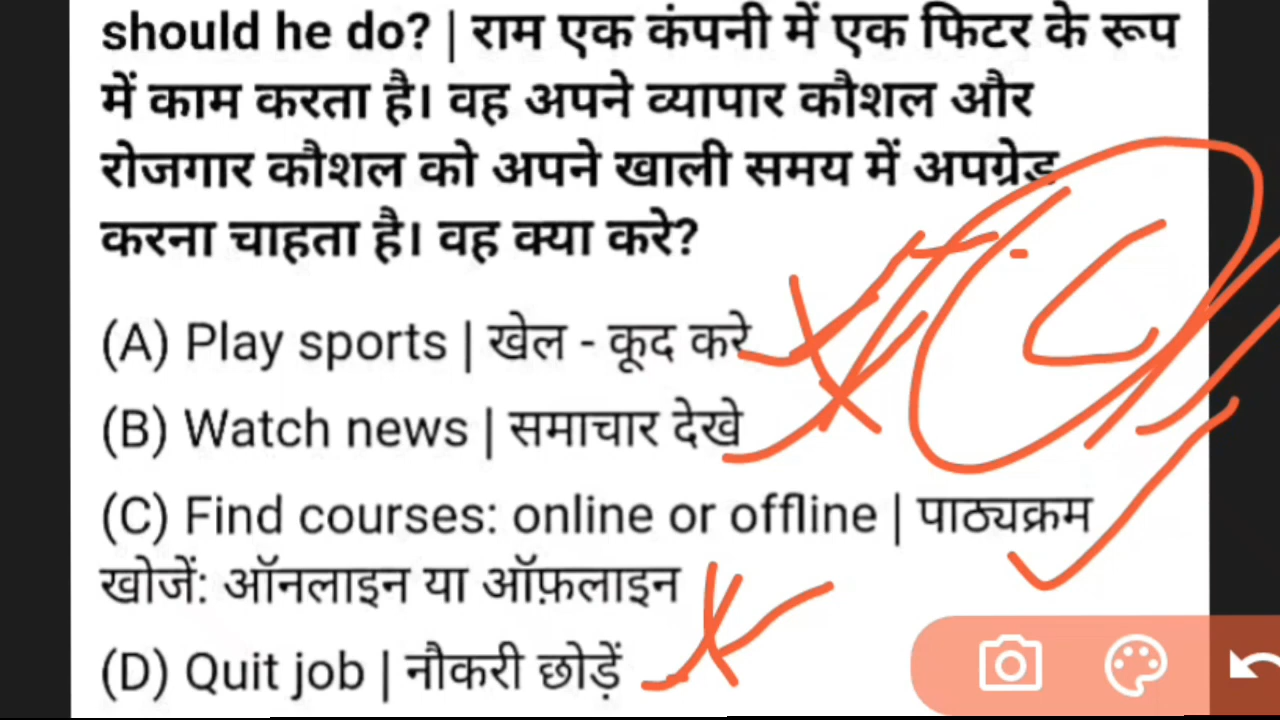 should he do? | राम एक कंपनी में एक फिटर के रूप
में काम करता है। वह अपने व्यापार कौशल और
रोजगार कौशल को अपने खाली समय में अपग्रेड
करना चाहता है। वह क्या करे?
(A) Play sports | खेल - कूद करे
(B) Watch news | समाचार देखे
(C) Find courses: online or offline | पाठ्यक्रम
खोजें: ऑनलाइन या ऑफ़लाइन
(D) Quit job | नौकरी छोड़ें
C